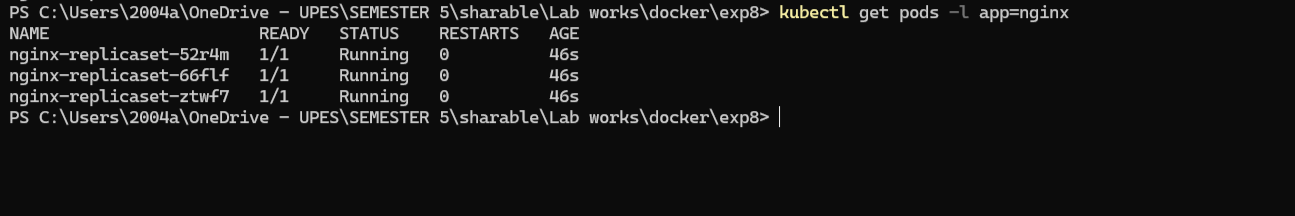 PS C:\Users\2004a\OneDrive - UPES\SEMESTER 5\sharable\Lab works\docker\exp8> kubectl get pods -l app=nginx
NAME                     READY   STATUS    RESTARTS   AGE
nginx-replicaset-52r4m   1/1     Running   0          46s
nginx-replicaset-66flf   1/1     Running   0          46s
nginx-replicaset-ztwf7   1/1     Running   0          46s
PS C:\Users\2004a\OneDrive - UPES\SEMESTER 5\sharable\Lab works\docker\exp8>